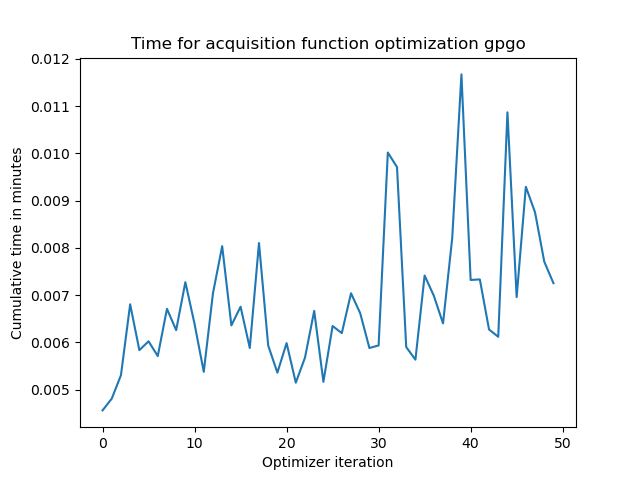 Time for acquisition function optimization gpgo
0.012
0.011
0.010
0.009
0.008
0.007
0.006
0.005
Cumulative time in minutes
0 10 20 30 40 50
Optimizer iteration